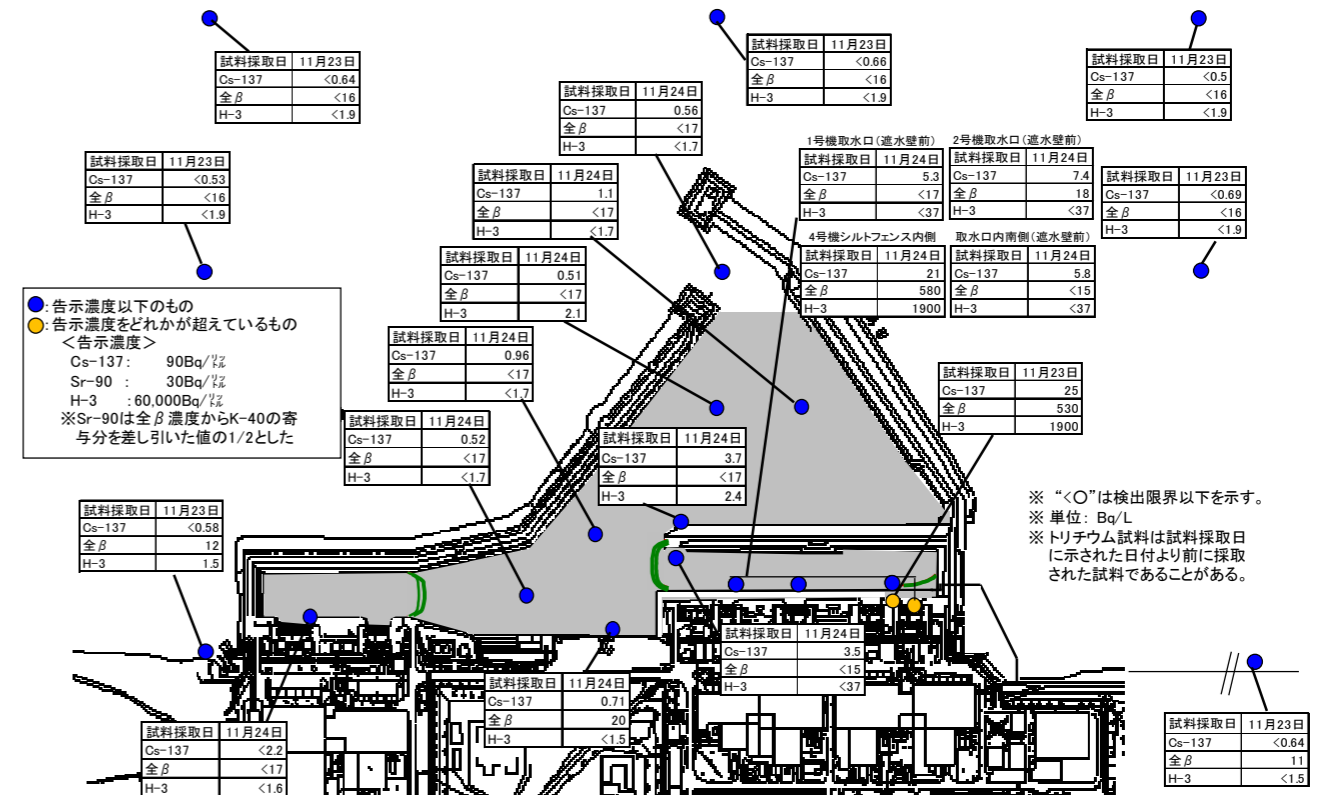 試料採取日 11月23日
Cs-137 <0.64
全β <16
H-3 <1.9
試料採取日 11月23日
Cs-137 <0.66
全β <16
H-3 <1.9
試料採取日 11月23日
Cs-137 <0.5
全β <16
H-3 <1.9
試料採取日 11月24日
Cs-137 0.56
全β <17
H-3 <1.7
試料採取日 11月23日
Cs-137 <0.53
全β <16
H-3 <1.9
試料採取日 11月24日
Cs-137 1.1
全β <17
H-3 <1.7
1号機取水口(遮水壁前)
試料採取日 11月24日
Cs-137 5.3
全β <17
H-3 <37
2号機取水口(遮水壁前)
試料採取日 11月24日
Cs-137 7.4
全β 18
H-3 <37
試料採取日 11月23日
Cs-137 <0.69
全β <16
H-3 <1.9
4号機シルトフェンス内側
試料採取日 11月24日
Cs-137 21
全β 580
H-3 1900
取水口内南側(遮水壁前)
試料採取日 11月24日
Cs-137 5.8
全β <15
H-3 <37
試料採取日 11月24日
Cs-137 0.51
全β <17
H-3 2.1
:告示濃度以下のもの
:告示濃度をどれかが超えているもの
<告示濃度>
Cs-137: 90Bq/㍑
Sr-90 : 30Bq/㍑
H-3 :60,000Bq/㍑
※Sr-90は全β濃度からK-40の寄
与分を差し引いた値の1/2とした
試料採取日 11月24日
Cs-137 0.96
全β <17
H-3 <1.7
試料採取日 11月23日
Cs-137 25
全β 530
H-3 1900
試料採取日 11月24日
Cs-137 0.52
全β <17
H-3 <1.7
試料採取日 11月24日
Cs-137 3.7
全β <17
H-3 2.4
※ “<○”は検出限界以下を示す。
※ 単位: Bq/L
※ トリチウム試料は試料採取日
に示された日付より前に採取
された試料であることがある。
試料採取日 11月23日
Cs-137 <0.58
全β 12
H-3 1.5
試料採取日 11月24日
Cs-137 3.5
全β <15
H-3 <37
試料採取日 11月24日
Cs-137 0.71
全β 20
H-3 <1.5
試料採取日 11月24日
Cs-137 <2.2
全β <17
H-3 <1.6
試料採取日 11月23日
Cs-137 <0.64
全β 11
H-3 <1.5